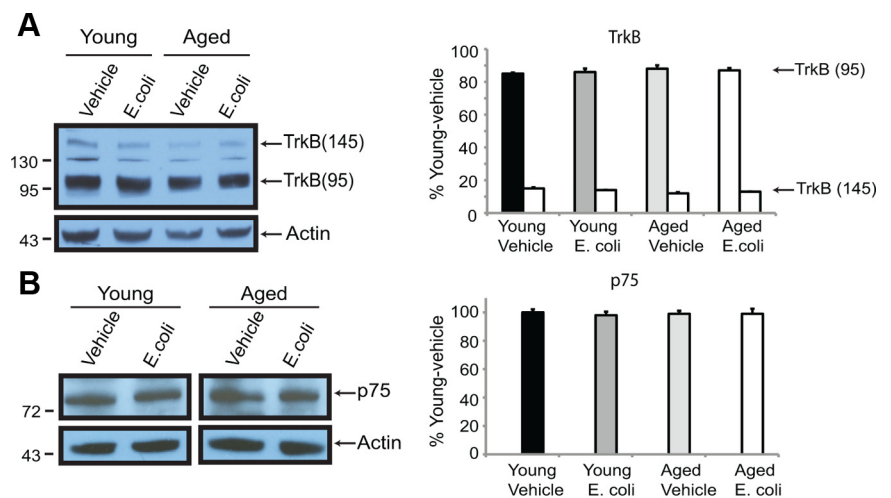 A
Young Aged
Vehicle E.coli Vehicle E.coli
TrkB(145)
130
TrkB(95)
95
43
Actin
TrkB
% Young-vehicle
100
80
60
40
20
0
TrkB (95)
TrkB (145)
Young Young Aged Aged
Vehicle E. coli Vehicle E.coli
B
Young Aged
Vehicle E.coli Vehicle E.coli
p75
72
Actin
43
p75
% Young-vehicle
100
80
60
40
20
0
Young Young Aged Aged
Vehicle E. coli Vehicle E. coli